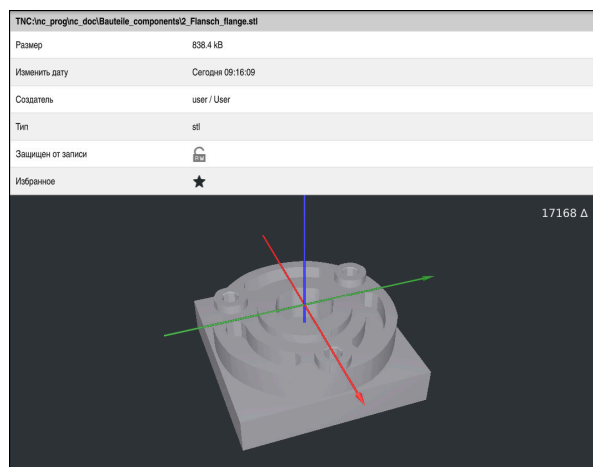 TNC:\nc_prog\nc_doc\Bauteile_components\2_Flansch_flange.stl
Размер 838.4 kB
Изменить дату Сегодня 09:16:09
Создатель user / User
Тип stl
Защищен от записи RW
Избранное
17168 Δ